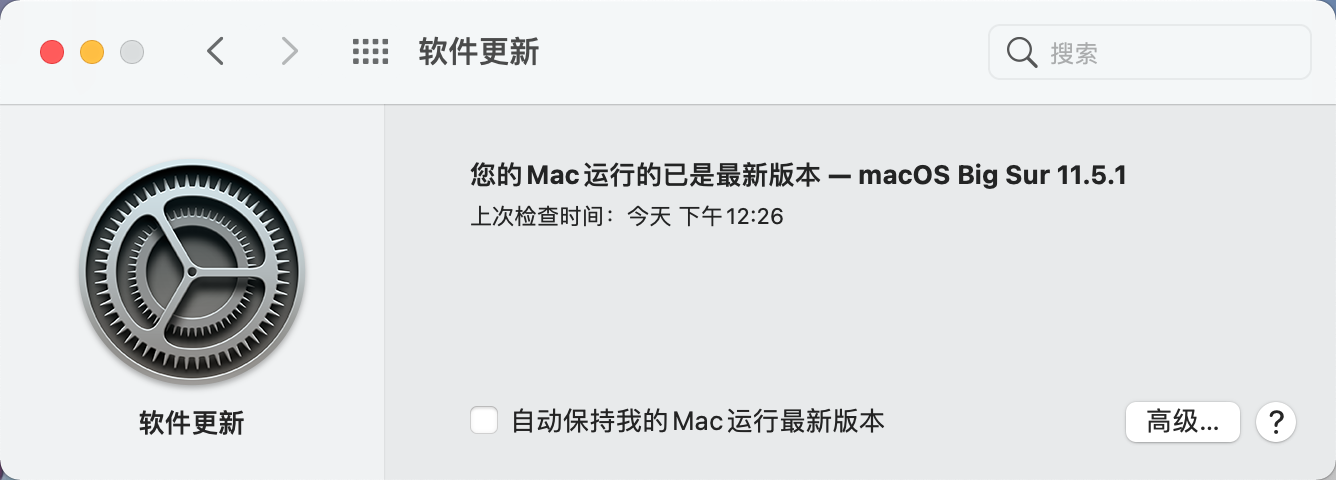 软件更新
搜索
您的Mac运行的已是最新版本 — macOS Big Sur 11.5.1
上次检查时间：今天 下午12:26
软件更新
自动保持我的Mac运行最新版本
高级...
?